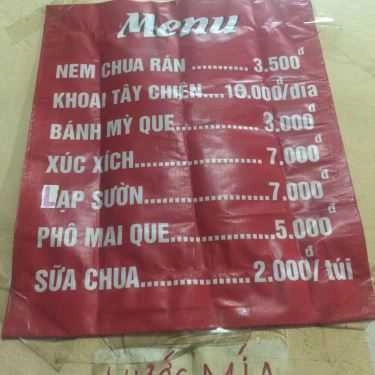 Menu
NEM CHUA RÁN ............ 3.500đ
KHOAI TÂY CHIÊN.... 10.000đ/đĩa
BÁNH MỲ QUE ............... 3.000đ
XÚC XÍCH...................... 7.000đ
LẠP SƯỜN.................... 7.000đ
PHÔ MAI QUE................ 5.000đ
SỮA CHUA................ 2.000đ/ túi
NƯỚC MÍA